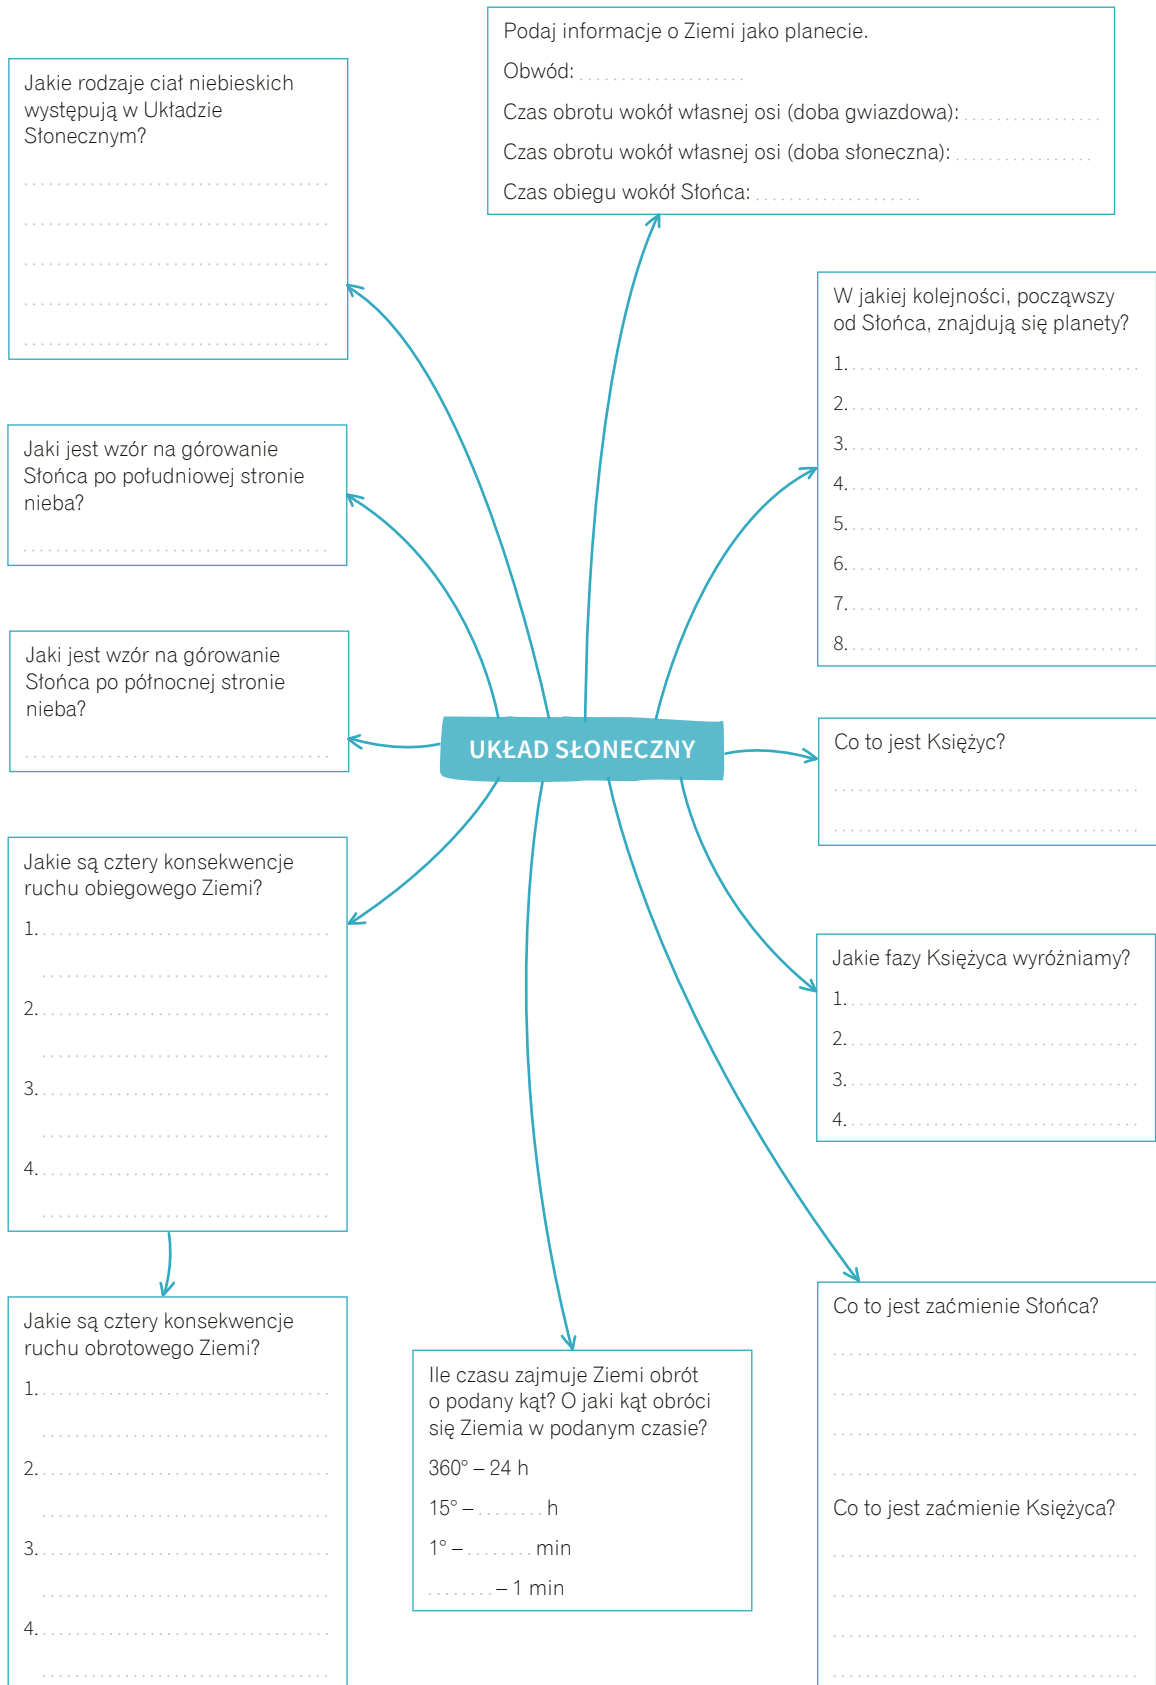 Podaj informacje o Ziemi jako planecie.
Obwód: ....................
Czas obrotu wokół własnej osi (doba gwiazdowa): .................
Czas obrotu wokół własnej osi (doba słoneczna): .................
Czas obiegu wokół Słońca: ....................
Jakie rodzaje ciał niebieskich
występują w Układzie
Słonecznym?
W jakiej kolejności, począwszy
od Słońca, znajdują się planety?
1.
2.
3.
4.
5.
6.
7.
8.
Jaki jest wzór na górowanie
Słońca po południowej stronie
nieba?
Jaki jest wzór na górowanie
Słońca po północnej stronie
nieba?
UKŁAD SŁONECZNY
Co to jest Księżyc?
Jakie są cztery konsekwencje
ruchu obiegowego Ziemi?
1.
2.
3.
4.
Jakie fazy Księżyca wyróżniamy?
1.
2.
3.
4.
Jakie są cztery konsekwencje
ruchu obrotowego Ziemi?
1.
2.
3.
4.
Ile czasu zajmuje Ziemi obrót
o podany kąt? O jaki kąt obróci
się Ziemia w podanym czasie?
360° – 24 h
15° – ........ h
1° – ........ min
........ – 1 min
Co to jest zaćmienie Słońca?
Co to jest zaćmienie Księżyca?